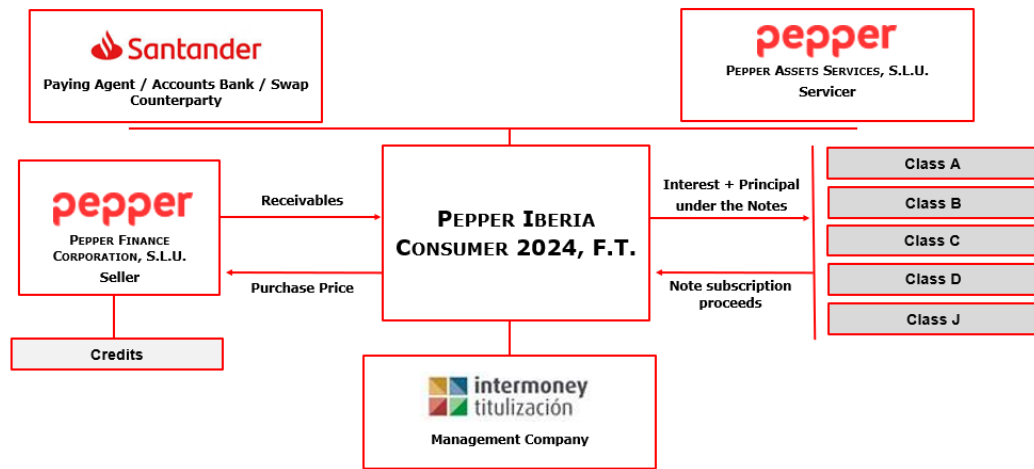 Santander
Paying Agent / Accounts Bank / Swap
Counterparty
pepper
PEPPER ASSETS SERVICES, S.L.U.
Servicer
pepper
PEPPER FINANCE
CORPORATION, S.L.U.
Seller
Credits
Receivables
Purchase Price
PEPPER IBERIA
CONSUMER 2024, F.T.
Interest + Principal
under the Notes
Note subscription
proceeds
Class A
Class B
Class C
Class D
Class J
intermoney
titulización
Management Company